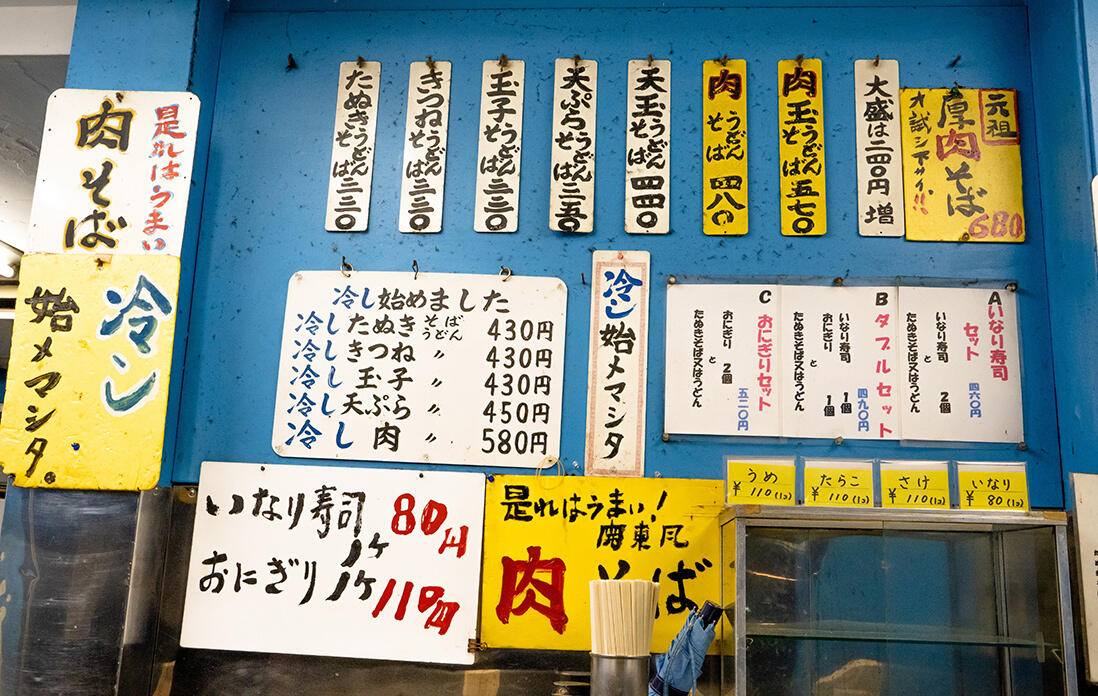 是れはうまい
肉そば
冷シ
始メマシタ
たぬきうどんそば三三〇
きつねうどんそば三三〇
玉子うどんそば三三〇
天ぷらうどんそば三五〇
天玉うどんそば四四〇
肉うどんそば四八〇
肉玉うどんそば五七〇
大盛は二〇〇円増
元祖
厚肉そば
オ試シ下サイ!!
680
冷し始めました
冷したぬきそばうどん 430円
冷しきつね 〃 430円
冷し玉子 〃 430円
冷し天ぷら 〃 450円
冷し肉 〃 580円
冷シ始メマシタ
Aいなり寿司
セット 四六〇円
いなり寿司 2個
と
たぬきそば又はうどん
Bダブルセット
四九〇円
いなり寿司 1個
おにぎり 1個
と
たぬきそば又はうどん
C おにぎりセット
五二〇円
おにぎり 2個
と
たぬきそば又はうどん
いなり寿司 1ケ 80円
おにぎり 1ケ 110円
是れはうまい!
関東風
肉そば
うめ
¥110(1コ)
たらこ
¥110(1コ)
さけ
¥110(1コ)
いなり
¥80(1コ)